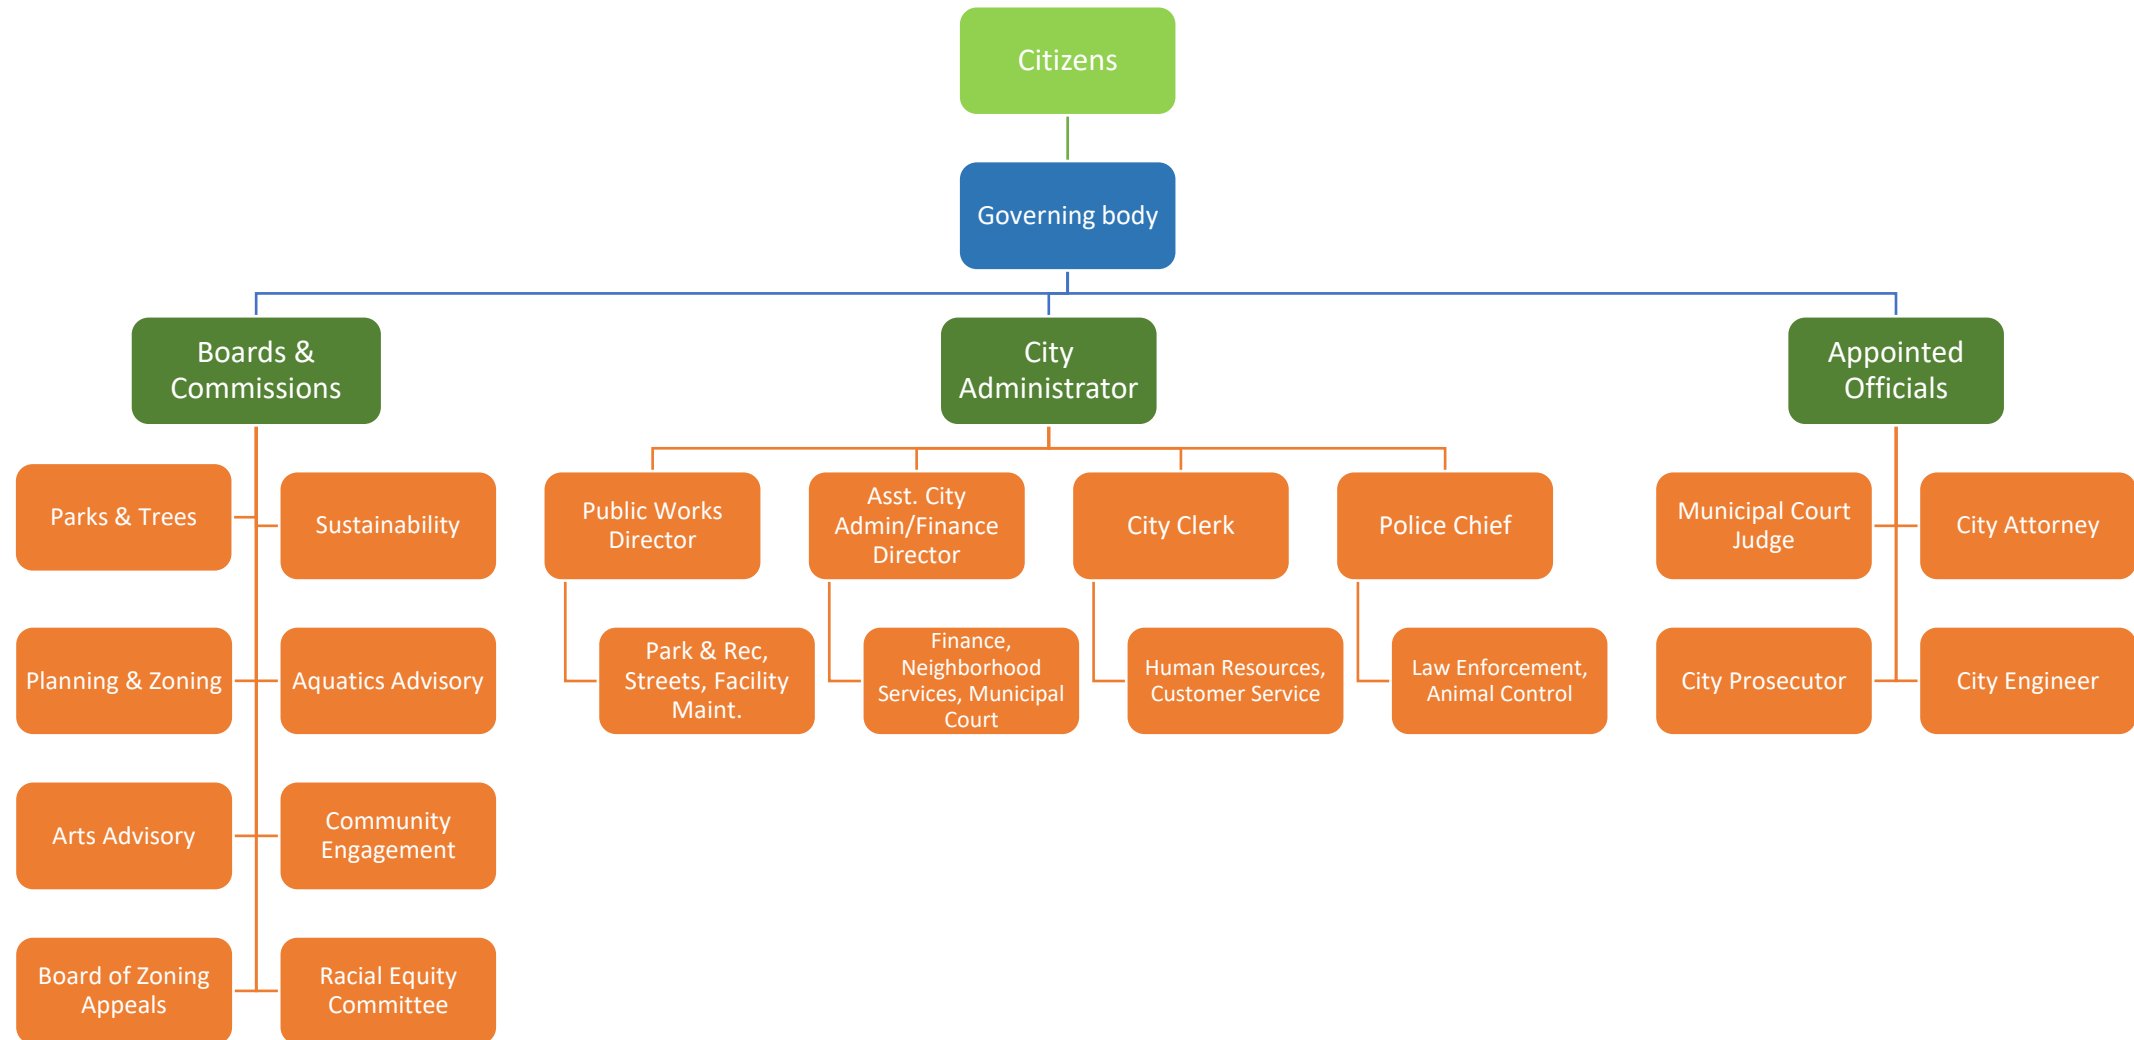 Citizens
Governing body
Boards &
Commissions
City
Administrator
Appointed
Officials
Parks & Trees
Sustainability
Planning & Zoning
Aquatics Advisory
Arts Advisory
Community
Engagement
Board of Zoning
Appeals
Racial Equity
Committee
Public Works
Director
Park & Rec,
Streets, Facility
Maint.
Asst. City
Admin/Finance
Director
Finance,
Neighborhood
Services, Municipal
Court
City Clerk
Human Resources,
Customer Service
Police Chief
Law Enforcement,
Animal Control
Municipal Court
Judge
City Attorney
City Prosecutor
City Engineer